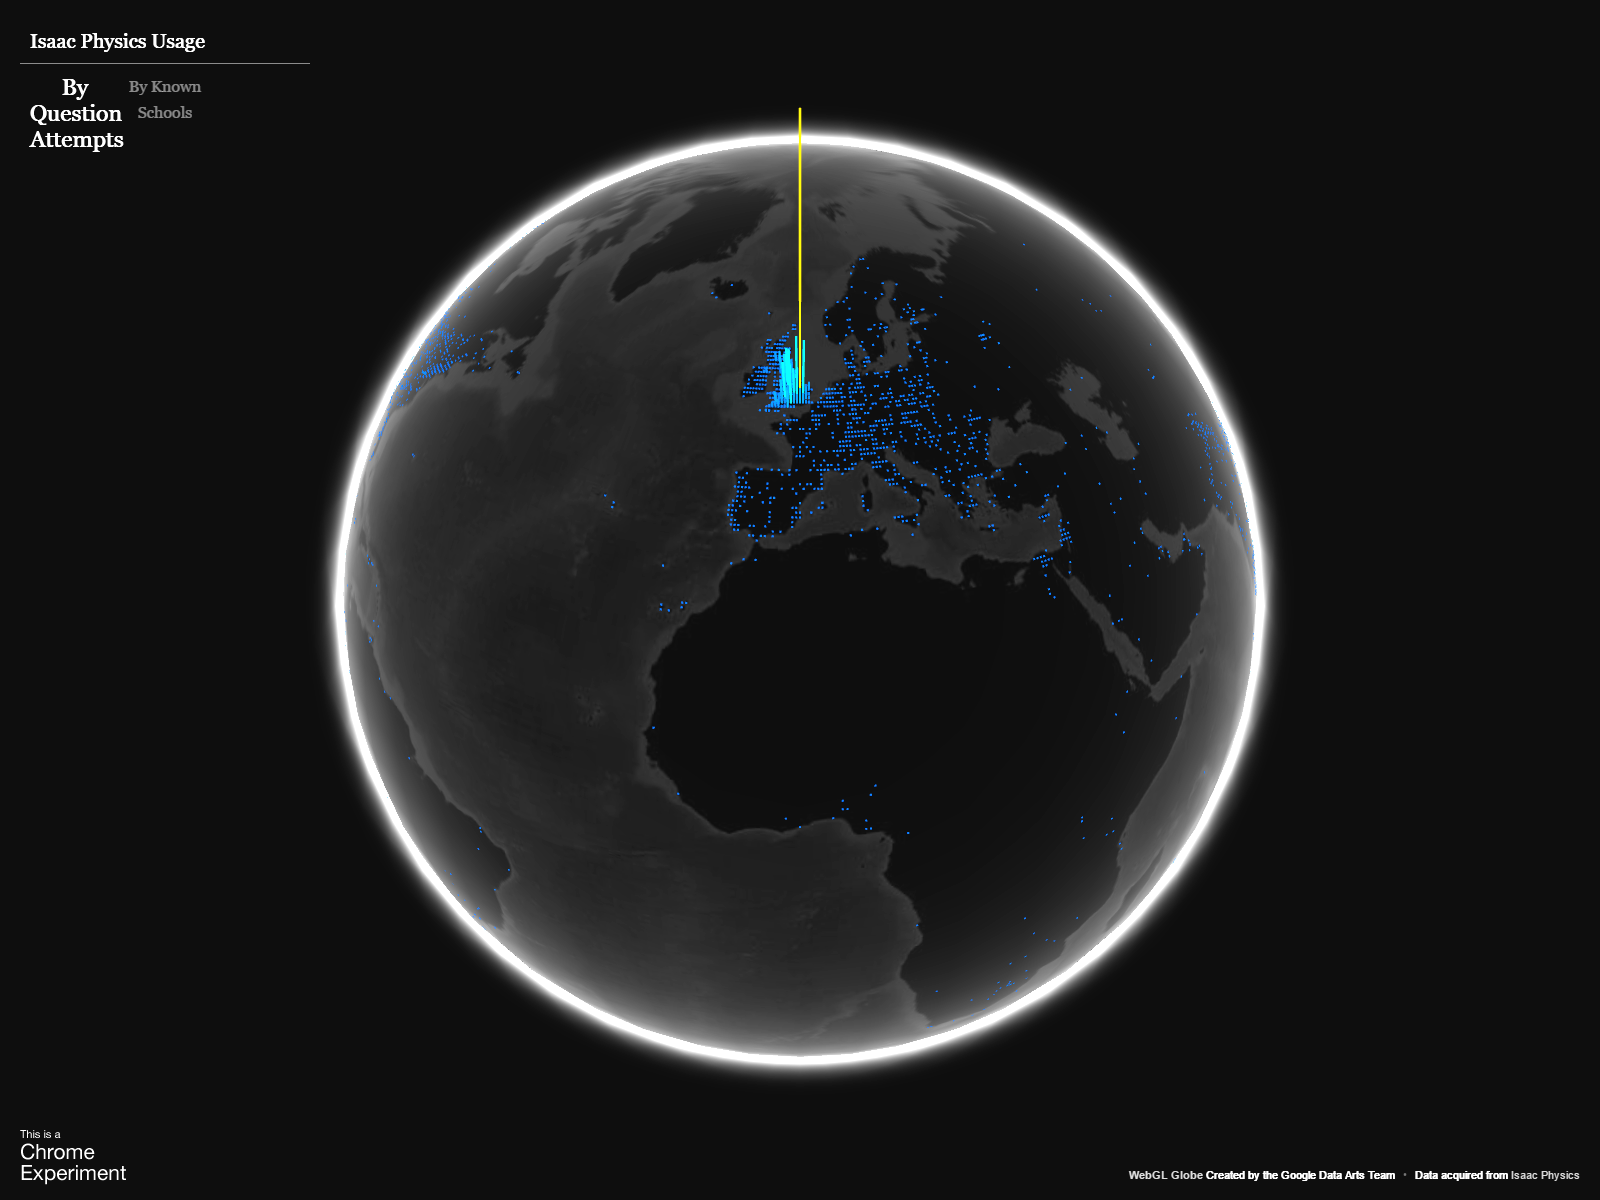 Isaac Physics Usage
By
Question
Attempts
By Known
Schools
This is a
Chrome
Experiment
WebGL Globe Created by the Google Data Arts Team • Data acquired from Isaac Physics